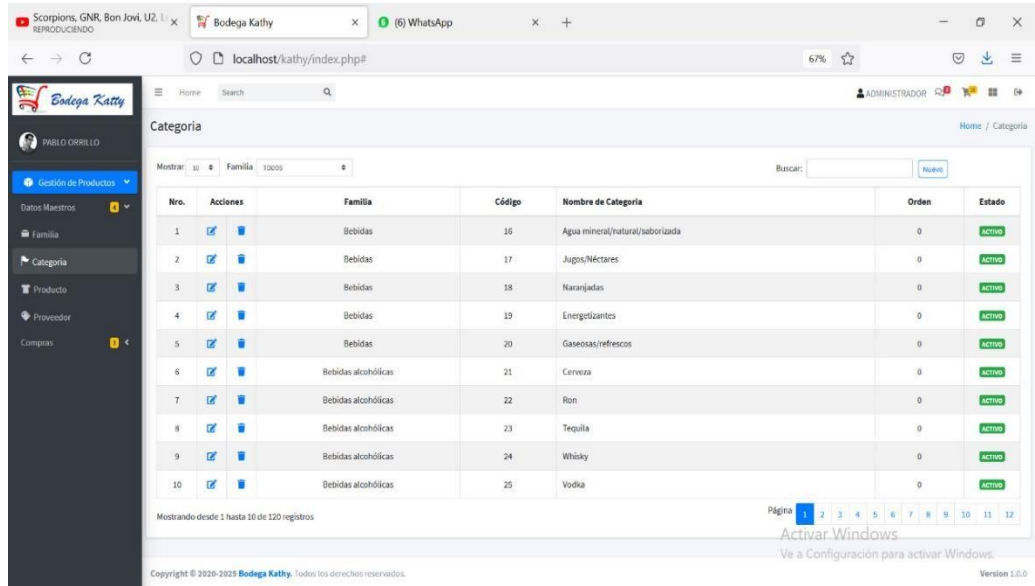 Scorpions, GNR, Bon Jovi, U2,
REPRODUCIENDO
Bodega Kathy
(6) WhatsApp
localhost/kathy/index.php#
67%
Bodega Katty
Home Search
ADMINISTRADOR
PABLO ORRILLO
Categoria
Home / Categoria
Gestión de Productos
Datos Maestros 4
Familia
Categoria
Producto
Proveedor
Compras
Mostrar 10 Familia TODOS
Buscar: Nuevo
Nro. Acciones Familia Código Nombre de Categoria Orden Estado
1 Bebidas 16 Agua mineral/natural/saborizada 0 ACTIVO
2 Bebidas 17 Jugos/Néctares 0 ACTIVO
3 Bebidas 18 Naranjadas 0 ACTIVO
4 Bebidas 19 Energetizantes 0 ACTIVO
5 Bebidas 20 Gaseosas/refrescos 0 ACTIVO
6 Bebidas alcohólicas 21 Cerveza 0 ACTIVO
7 Bebidas alcohólicas 22 Ron 0 ACTIVO
8 Bebidas alcohólicas 23 Tequila 0 ACTIVO
9 Bebidas alcohólicas 24 Whisky 0 ACTIVO
10 Bebidas alcohólicas 25 Vodka 0 ACTIVO
Mostrando desde 1 hasta 10 de 120 registros
Página 1 2 3 4 5 6 7 8 9 10 11 12
Activar Windows
Ve a Configuración para activar Windows.
Copyright © 2020-2025 Bodega Kathy. Todos los derechos reservados.
Version 1.0.0